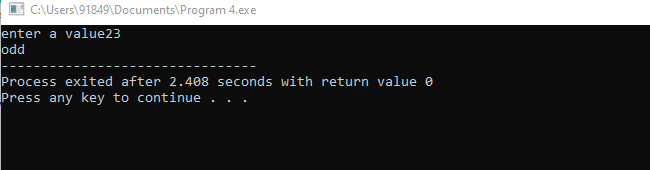 C:\Users\91849\Documents\Program 4.exe
enter a value23
odd
--------------------------------
Process exited after 2.408 seconds with return value 0
Press any key to continue . . .